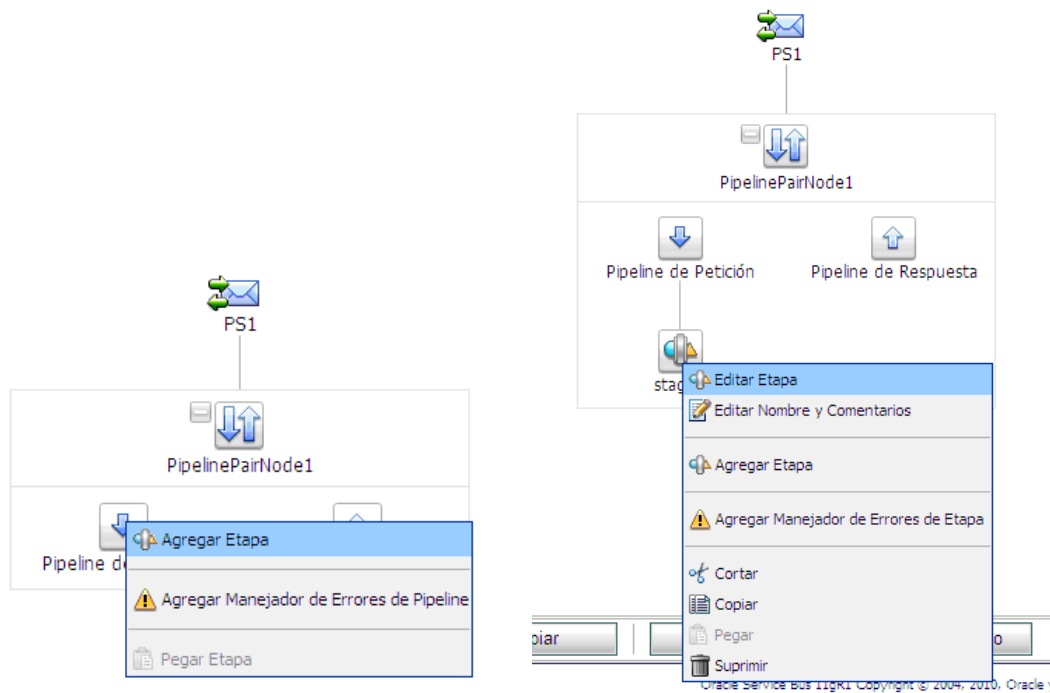 PS1
PipelinePairNode1
Pipeline de
Agregar Etapa
Agregar Manejador de Errores de Pipeline
Pegar Etapa
PS1
PipelinePairNode1
Pipeline de Petición
Pipeline de Respuesta
stag
Editar Etapa
Editar Nombre y Comentarios
Agregar Etapa
Agregar Manejador de Errores de Etapa
Cortar
Copiar
Pegar
Suprimir
piar
o
Oracle Service Bus 11gR1 Copyright © 2004, 2010, Oracle